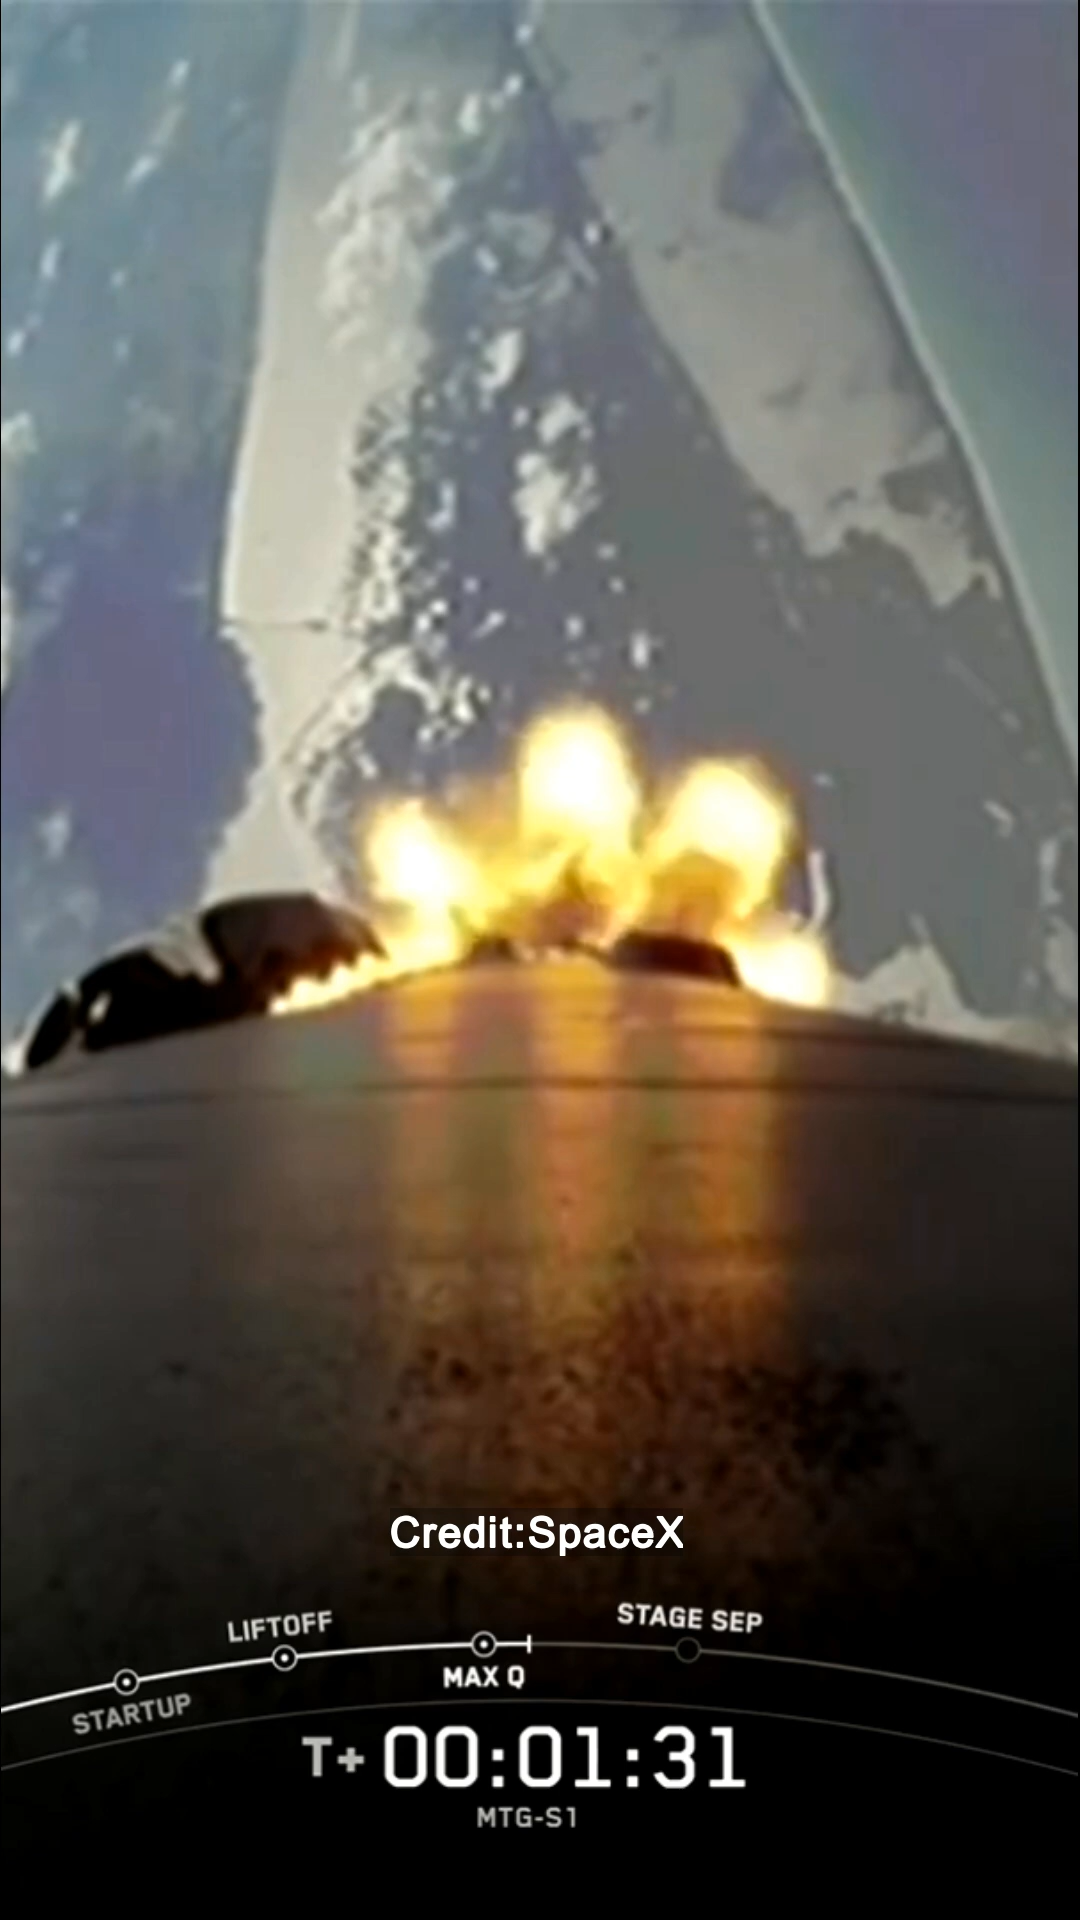 Credit:SpaceX
LIFTOFF
STAGE SEP
MAX Q
STARTUP
T+ 00:01:31
MTG-S1